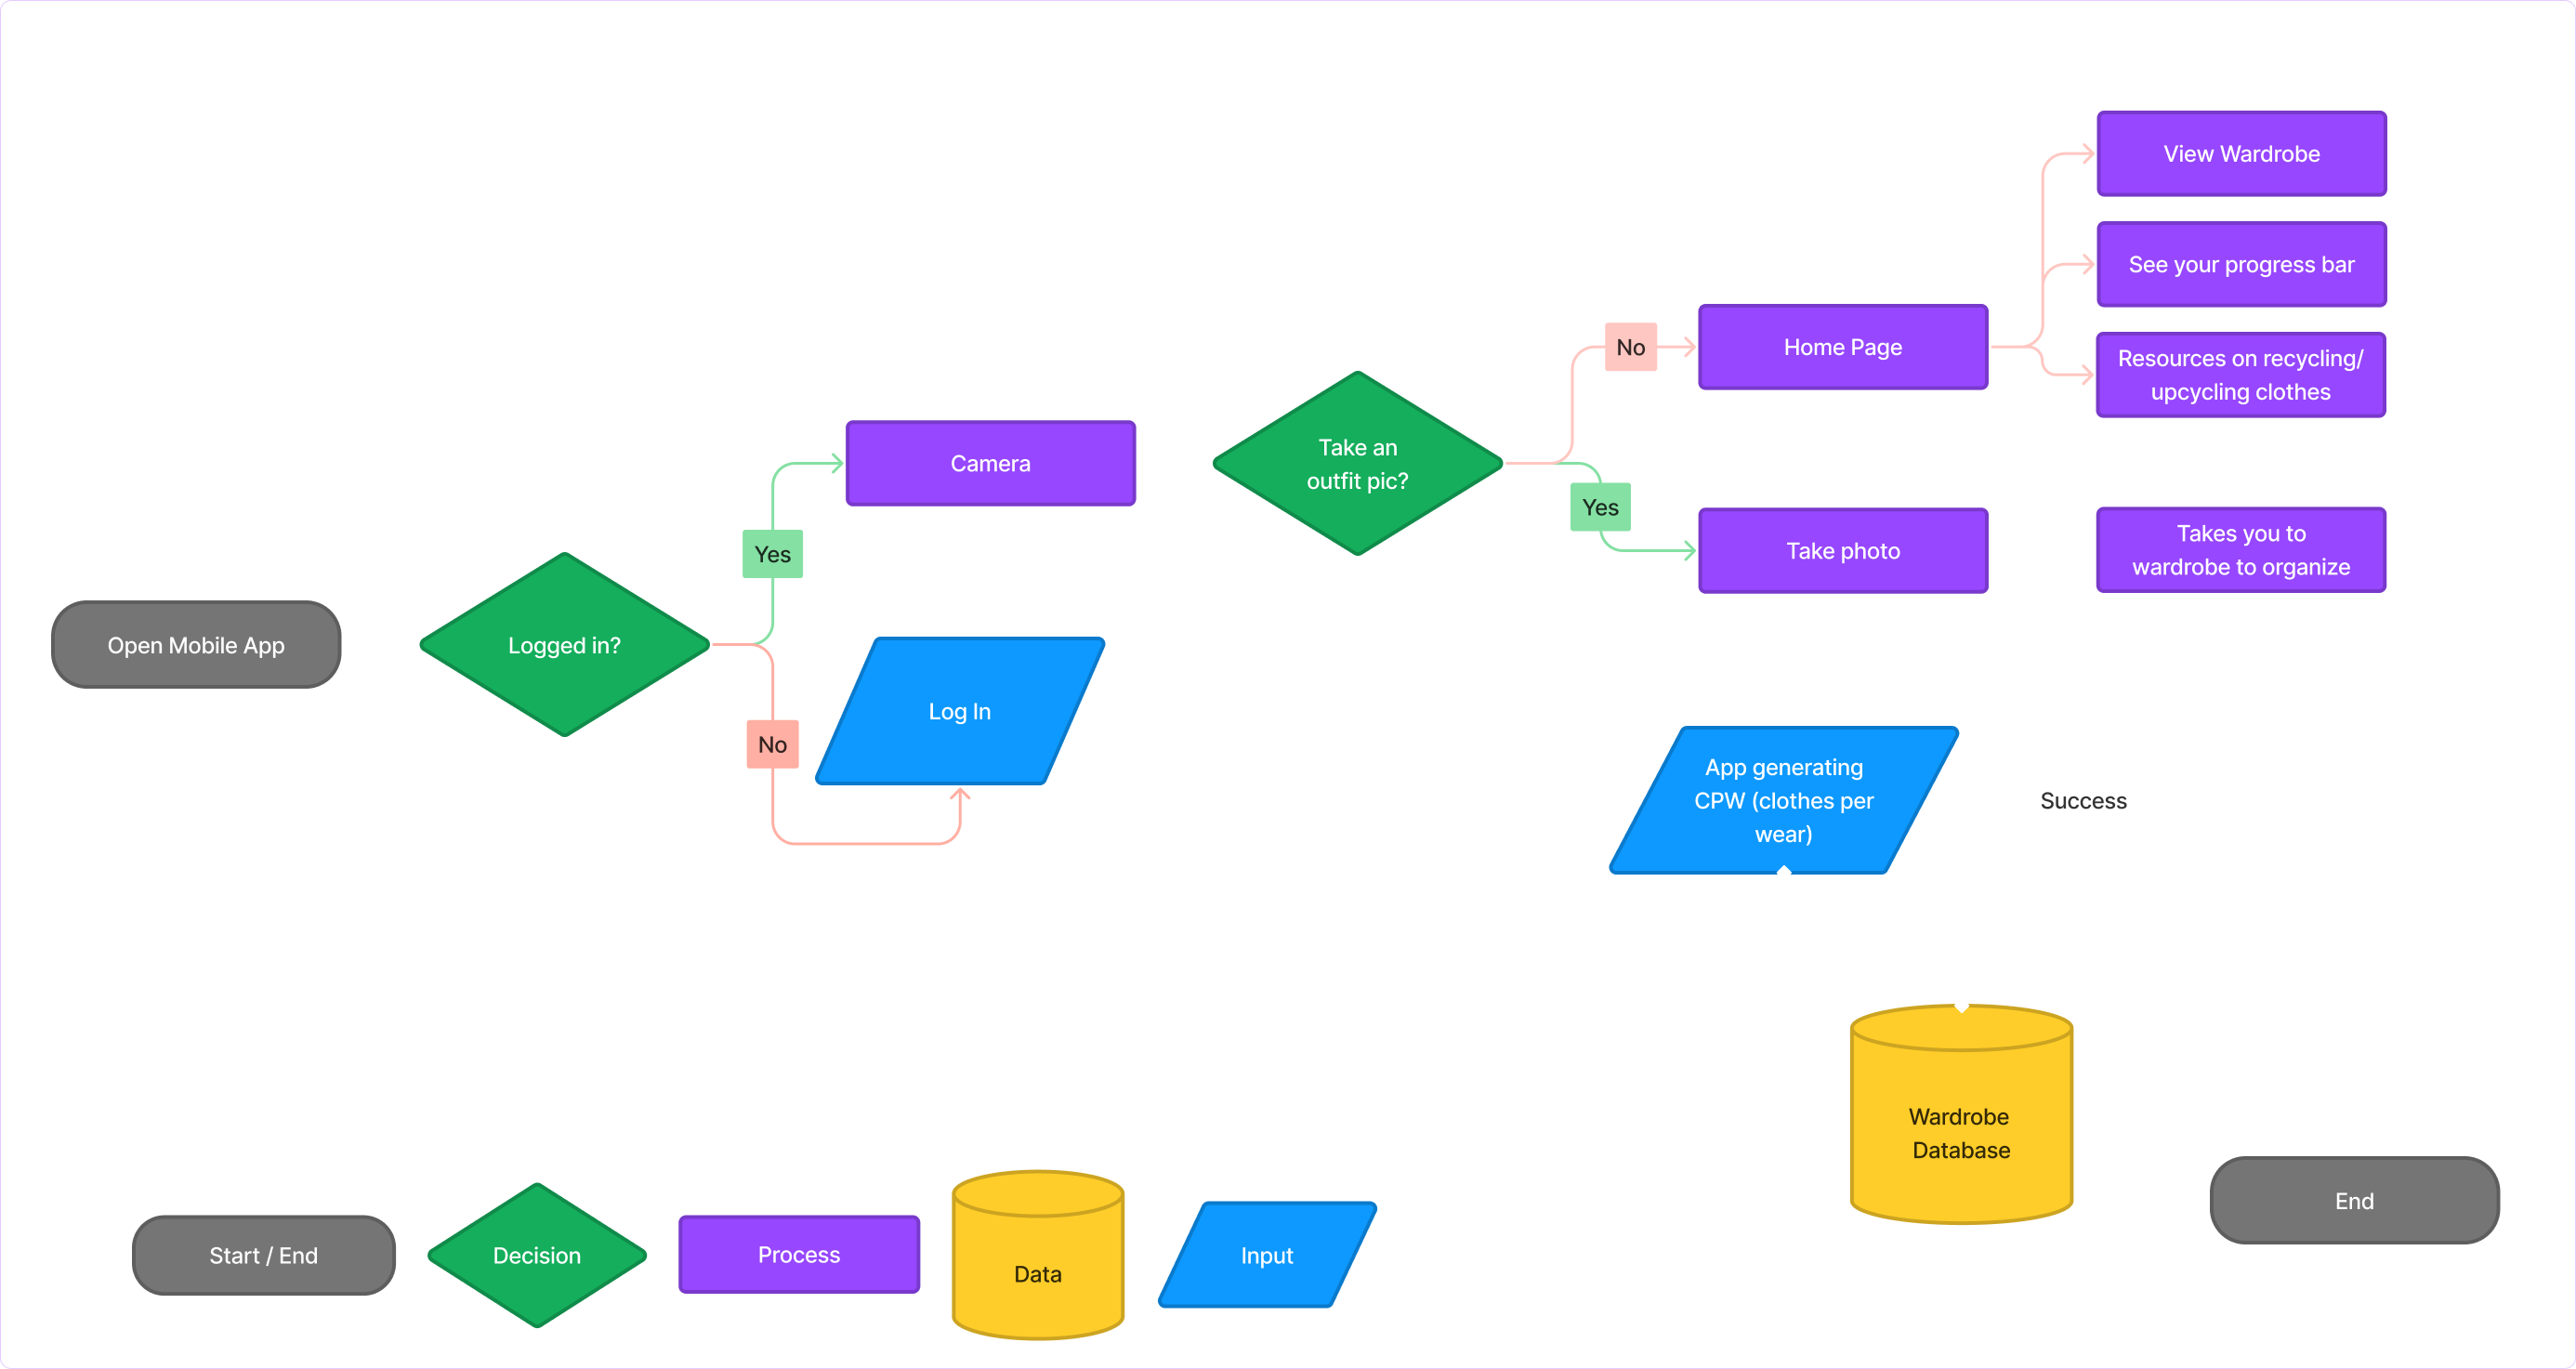 Open Mobile App
Logged in?
Yes
No
Camera
Log In
Take an
outfit pic?
No
Yes
Home Page
Take photo
View Wardrobe
See your progress bar
Resources on recycling/
upcycling clothes
Takes you to
wardrobe to organize
App generating
CPW (clothes per
wear)
Success
Wardrobe
Database
End
Start / End
Decision
Process
Data
Input